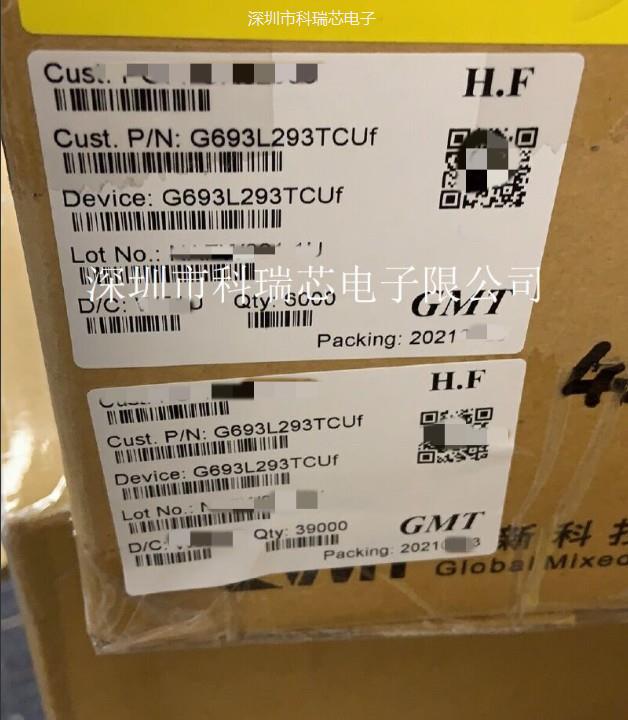 深圳市科瑞芯电子
Cust.
H.F
Cust. P/N: G693L293TCUf
Device: G693L293TCUf
Lot No.:
深圳市科瑞芯电子有限公司
D/C: Qty: 6000
GMT
Packing: 2021
H.F
Cust. P/N: G693L293TCUf
Device: G693L293TCUf
Lot No.:
D/C: Qty: 39000
GMT
Packing: 2021
新科技
Global Mixed